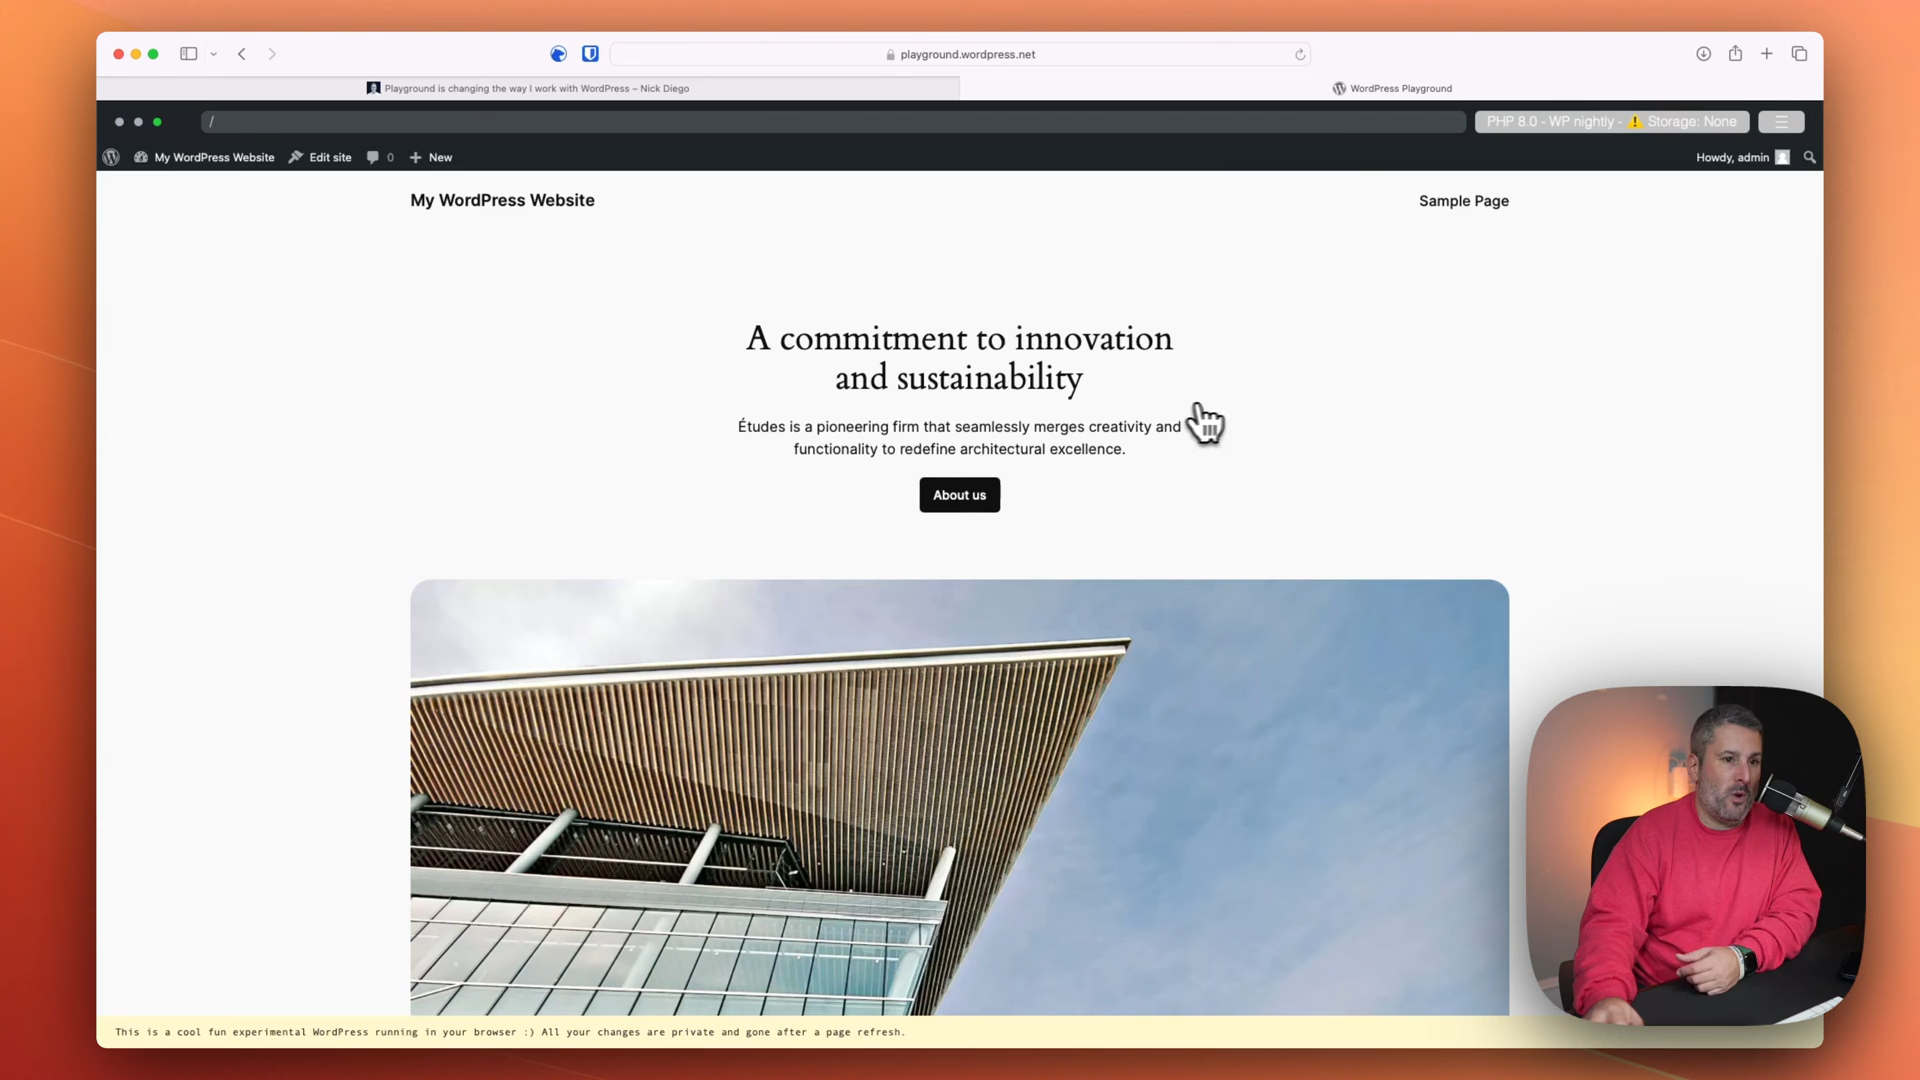 playground.wordpress.net
Playground is changing the way I work with WordPress – Nick Diego
WordPress Playground
/
PHP 8.0 - WP nightly - ⚠️ Storage: None
My WordPress Website
Edit site
0
New
Howdy, admin
My WordPress Website
Sample Page
A commitment to innovation
and sustainability
Études is a pioneering firm that seamlessly merges creativity and
functionality to redefine architectural excellence.
About us
This is a cool fun experimental WordPress running in your browser :) All your changes are private and gone after a page refresh.